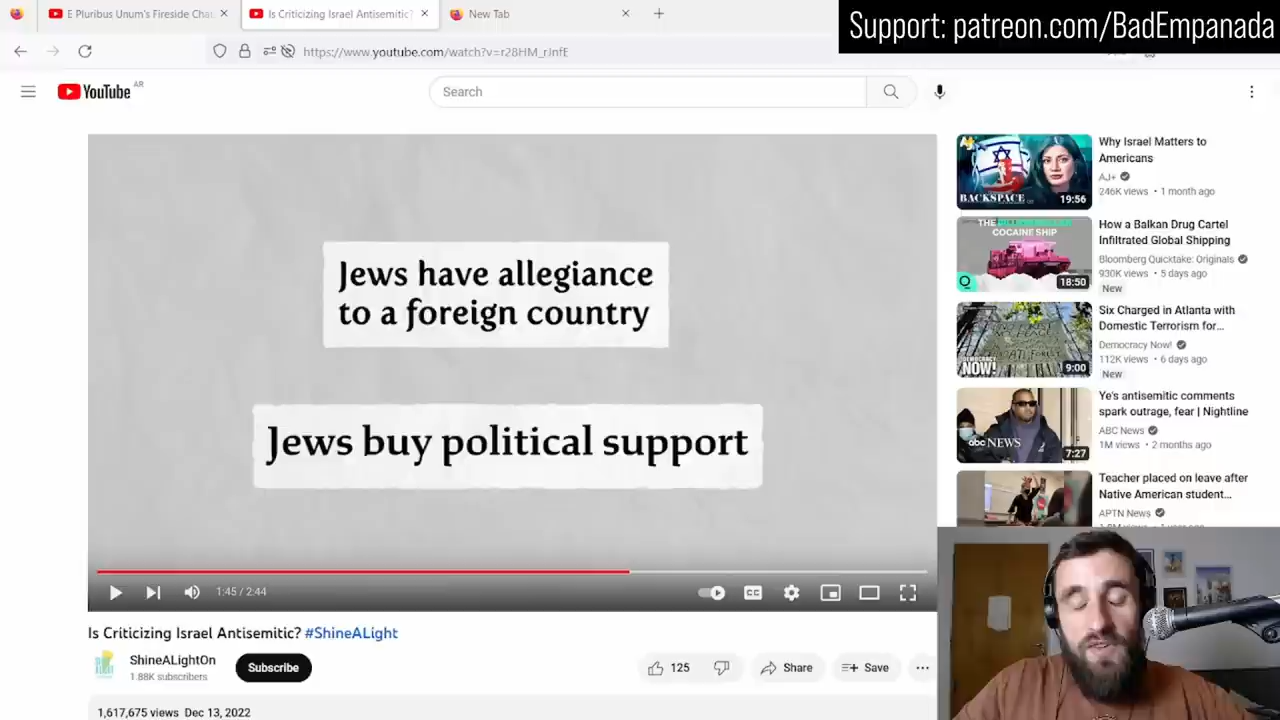 E Pluribus Unum's Fireside Cha
Is Criticizing Israel Antisemitic?
New Tab
Support: patreon.com/BadEmpanada
https://www.youtube.com/watch?v=r28HM_rJnfE
YouTube AR
Search
Jews have allegiance
to a foreign country
Jews buy political support
1:45 / 2:44
CC
Is Criticizing Israel Antisemitic? #ShineALight
ShineALightOn
1.88K subscribers
Subscribe
125
Share
Save
1,617,675 views Dec 13, 2022
BACKSPACE
19:56
Why Israel Matters to
Americans
AJ+
246K views • 1 month ago
THE
COCAINE SHIP
18:50
How a Balkan Drug Cartel
Infiltrated Global Shipping
Bloomberg Quicktake: Originals
930K views • 5 days ago
New
DEMOCRACY
NOW!
9:00
Six Charged in Atlanta with
Domestic Terrorism for...
Democracy Now!
112K views • 6 days ago
New
abc NEWS
7:27
Ye's antisemitic comments
spark outrage, fear | Nightline
ABC News
1M views • 2 months ago
Teacher placed on leave after
Native American student...
APTN News